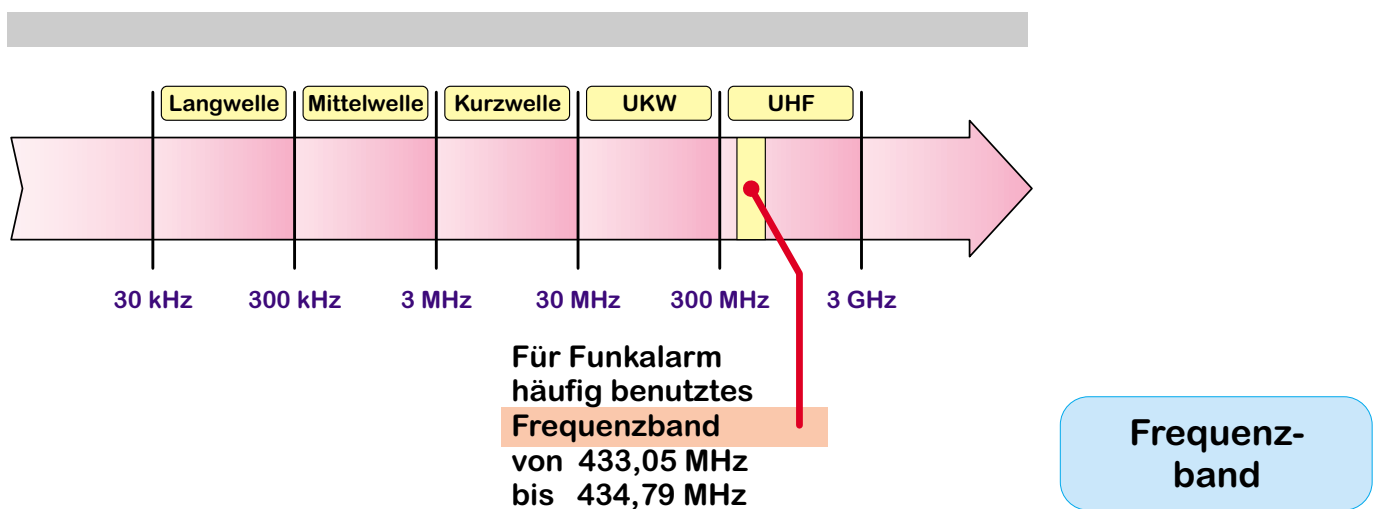 Langwelle Mittelwelle Kurzwelle UKW UHF
30 kHz 300 kHz 3 MHz 30 MHz 300 MHz 3 GHz
Für Funkalarm
häufig benutztes
Frequenzband
von 433,05 MHz
bis 434,79 MHz
Frequenz-
band